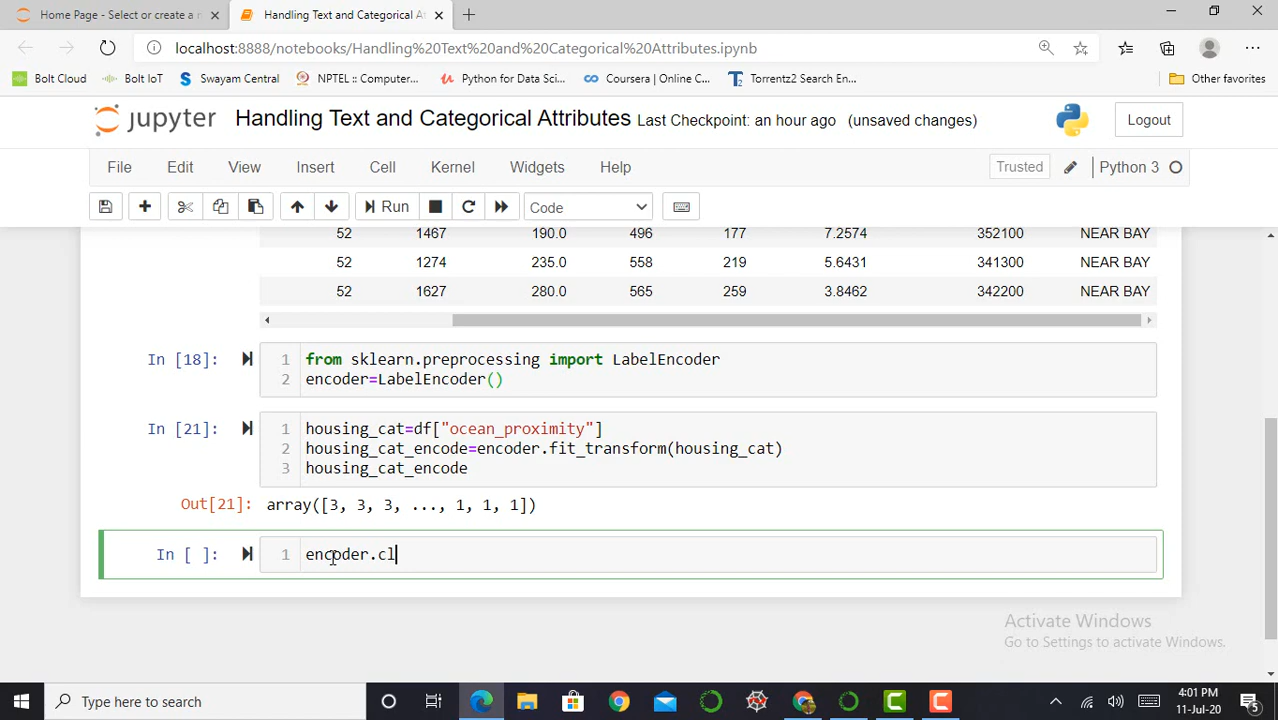 Home Page - Select or create a n
Handling Text and Categorical At
localhost:8888/notebooks/Handling%20Text%20and%20Categorical%20Attributes.ipynb
Bolt Cloud
Bolt IoT
Swayam Central
NPTEL :: Computer...
Python for Data Sci...
Coursera | Online C...
Torrentz2 Search En...
Other favorites
jupyter Handling Text and Categorical Attributes Last Checkpoint: an hour ago (unsaved changes)
Logout
File Edit View Insert Cell Kernel Widgets Help
Trusted
Python 3
Run
Code
52 1467 190.0 496 177 7.2574 352100 NEAR BAY
52 1274 235.0 558 219 5.6431 341300 NEAR BAY
52 1627 280.0 565 259 3.8462 342200 NEAR BAY
In [18]:
1 from sklearn.preprocessing import LabelEncoder
2 encoder=LabelEncoder()
In [21]:
1 housing_cat=df["ocean_proximity"]
2 housing_cat_encode=encoder.fit_transform(housing_cat)
3 housing_cat_encode
Out[21]: array([3, 3, 3, ..., 1, 1, 1])
In [ ]:
1 encoder.cl
Activate Windows
Go to Settings to activate Windows.
Type here to search
4:01 PM
11-Jul-20
5